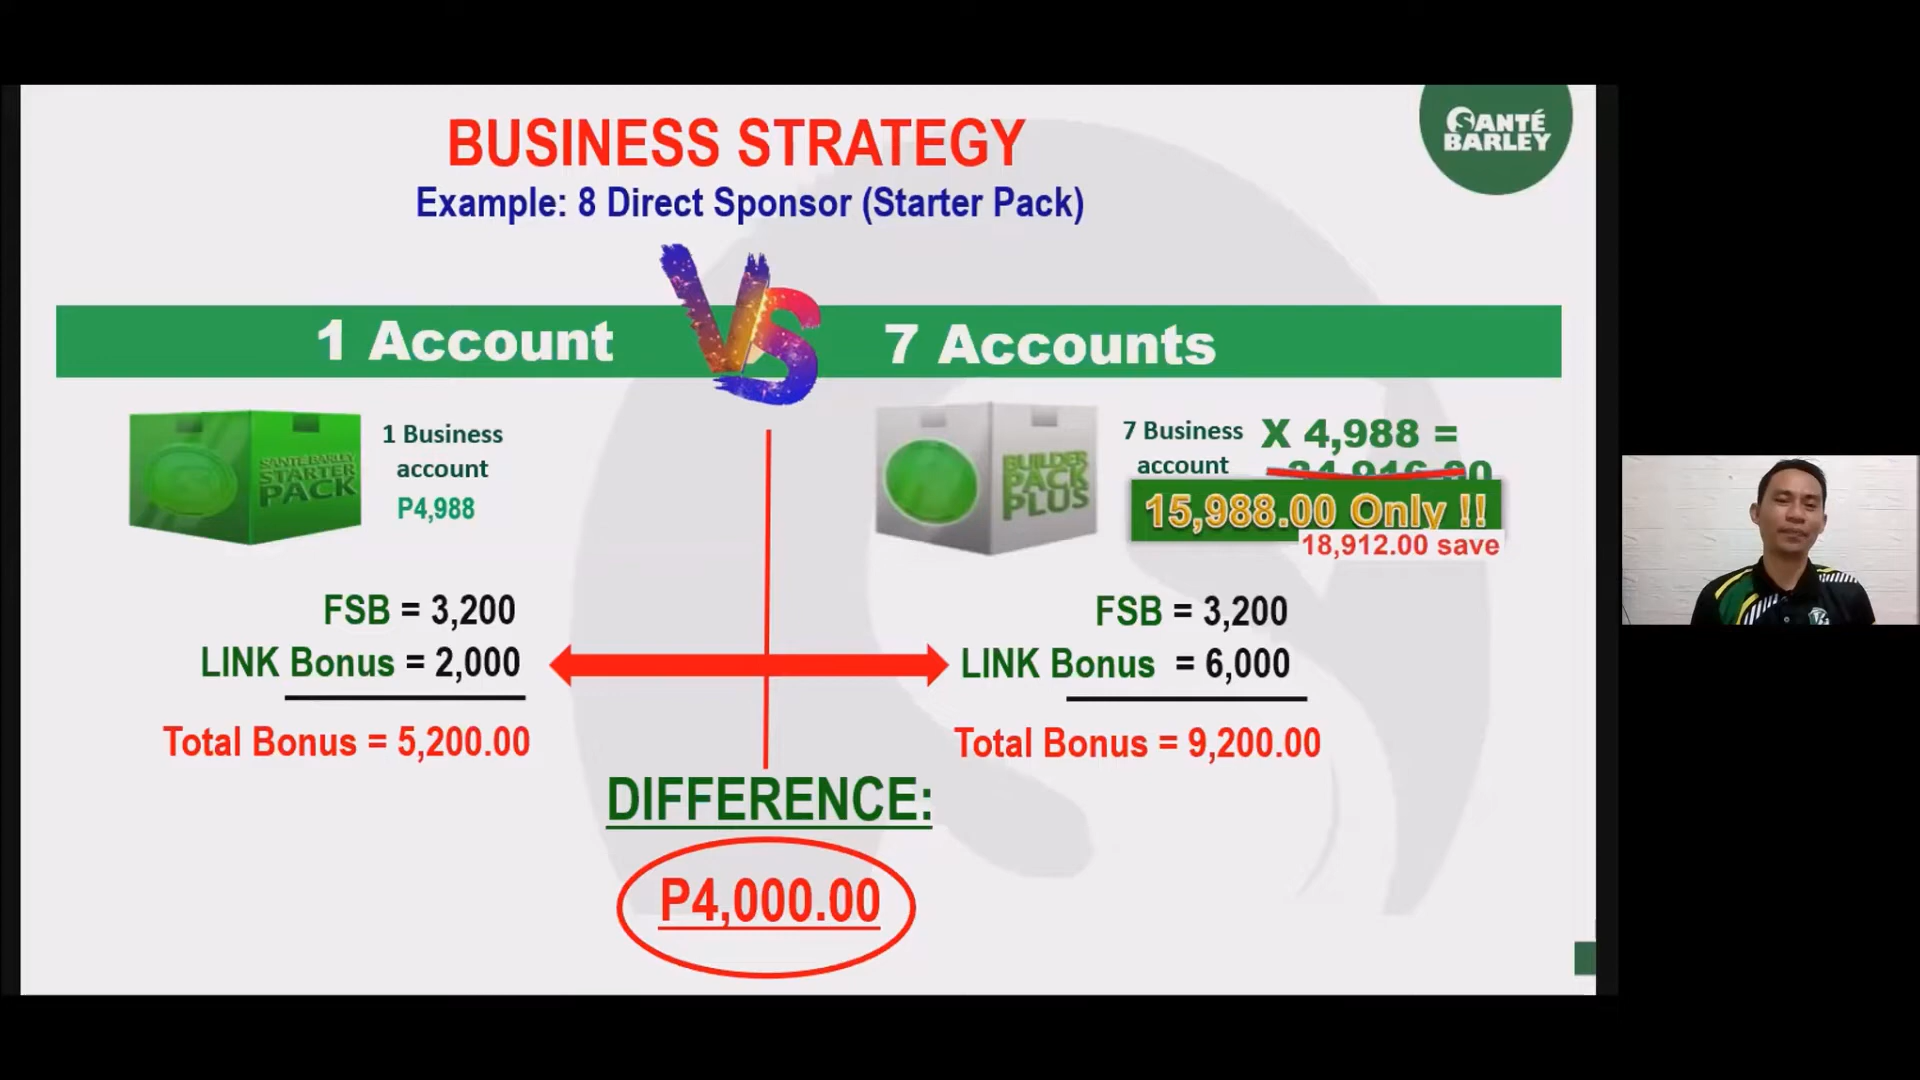 BUSINESS STRATEGY
Example: 8 Direct Sponsor (Starter Pack)
SANTÉ
BARLEY
VS
1 Account
7 Accounts
SANTÉ BARLEY
STARTER
PACK
1 Business
account
P4,988
BUILDER
PACK
PLUS
7 Business
account
X 4,988 =
15,988.00 Only !!
18,912.00 save
FSB = 3,200
LINK Bonus = 2,000
Total Bonus = 5,200.00
FSB = 3,200
LINK Bonus = 6,000
Total Bonus = 9,200.00
DIFFERENCE:
P4,000.00